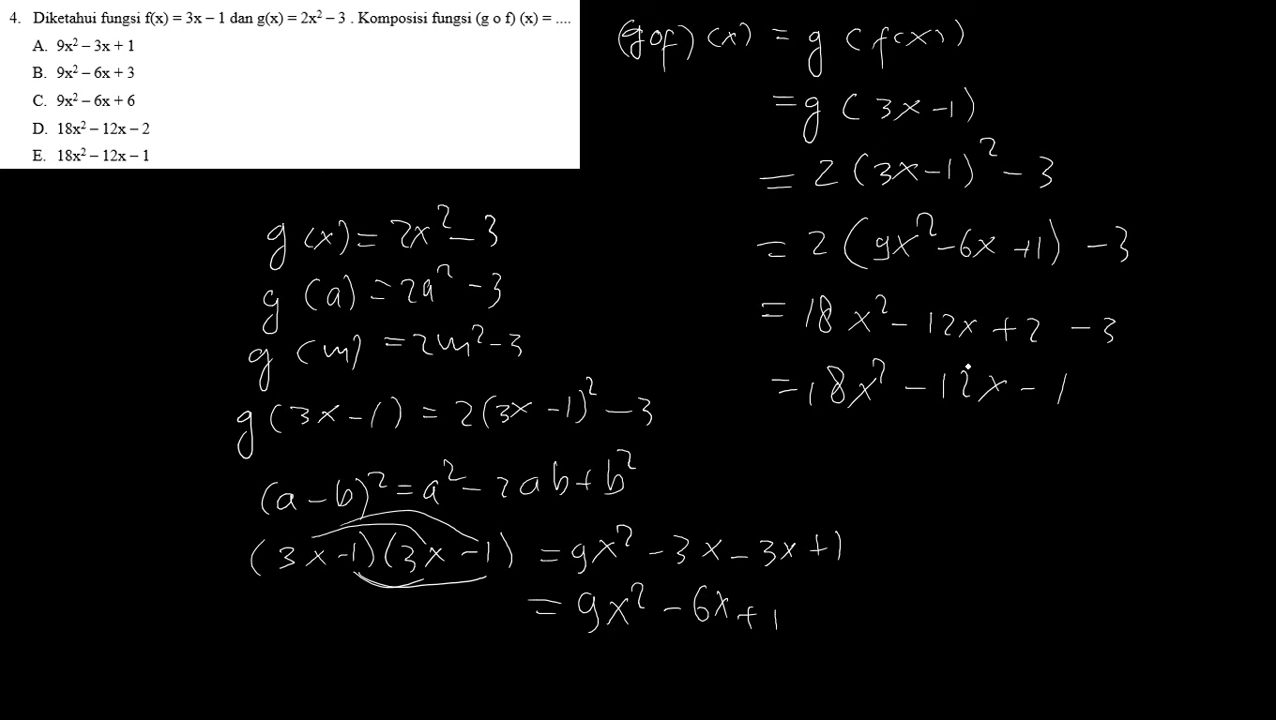 4. Diketahui fungsi f(x) = 3x – 1 dan g(x) = 2x² – 3 . Komposisi fungsi (g o f) (x) = ....
A. 9x² – 3x + 1
B. 9x² – 6x + 3
C. 9x² – 6x + 6
D. 18x² – 12x – 2
E. 18x² – 12x – 1
(gof) (x) = g (f(x))
= g (3x-1)
= 2 (3x-1)² - 3
= 2 (9x² - 6x + 1) - 3
= 18x² - 12x + 2 - 3
= 18x² - 12x - 1
g (x) = 2x² - 3
g (a) = 2a² - 3
g (m) = 2m² - 3
g (3x-1) = 2(3x-1)² - 3
(a - b)² = a² - 2ab + b²
(3x-1)(3x-1) = 9x² - 3x - 3x + 1
= 9x² - 6x + 1